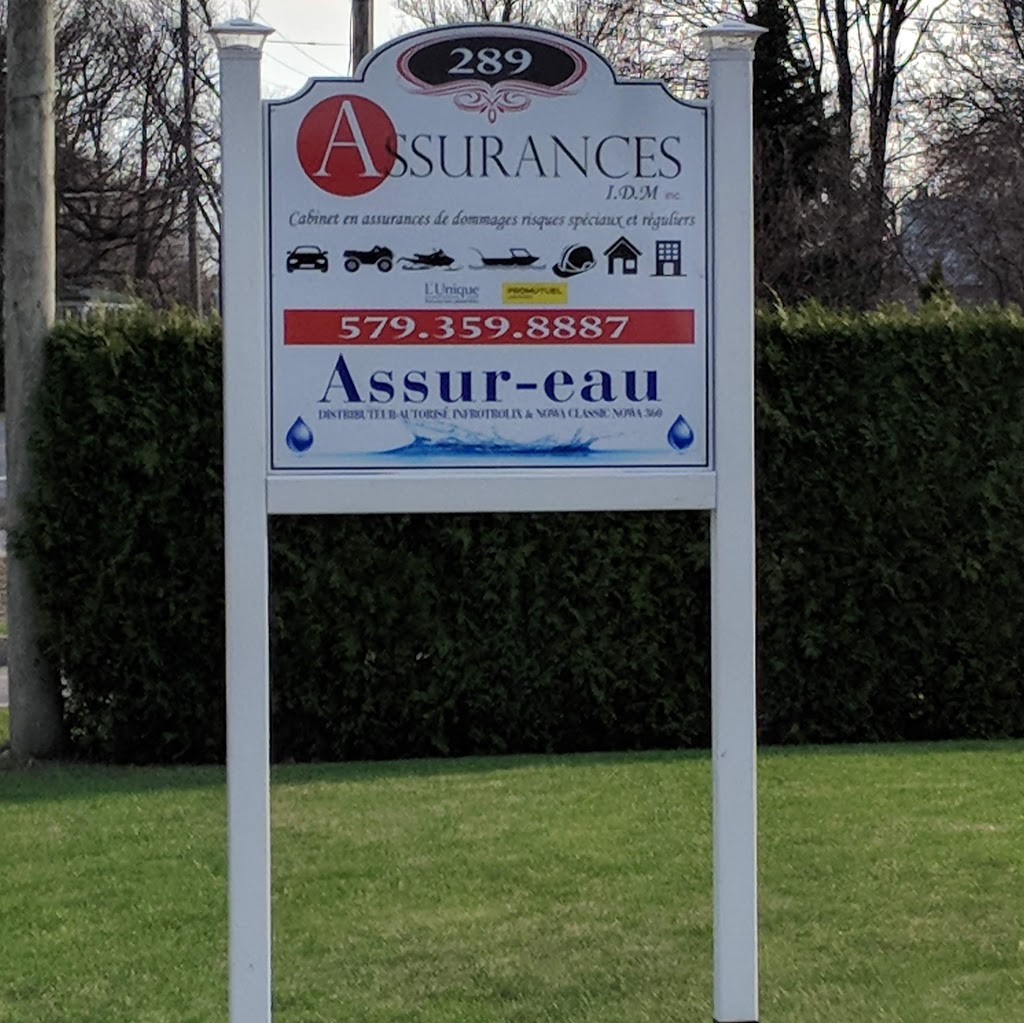 289
ASSURANCES
I.D.M inc.
Cabinet en assurances de dommages risques spéciaux et réguliers
L'Unique PROMUTUEL
579.359.8887
Assur-eau
DISTRIBUTEUR AUTORISÉ INFROTROLIX & NOWA CLASSIC NOWA 360